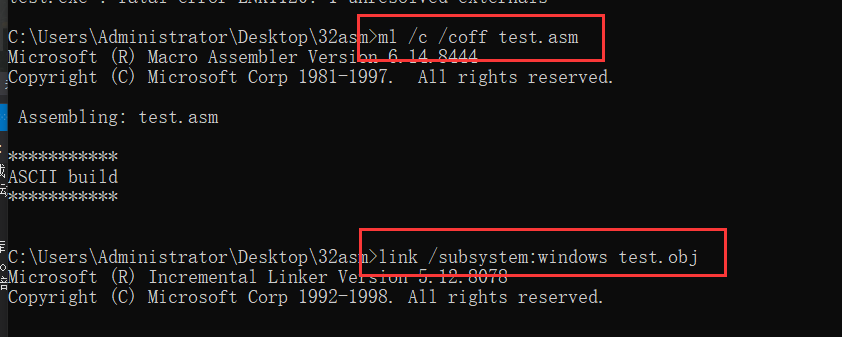 C:\Users\Administrator\Desktop\32asm>ml /c /coff test.asm
Microsoft (R) Macro Assembler Version 6.14.8444
Copyright (C) Microsoft Corp 1981-1997.  All rights reserved.
Assembling: test.asm
***********
ASCII build
***********
C:\Users\Administrator\Desktop\32asm>link /subsystem:windows test.obj
Microsoft (R) Incremental Linker Version 5.12.8078
Copyright (C) Microsoft Corp 1992-1998. All rights reserved.